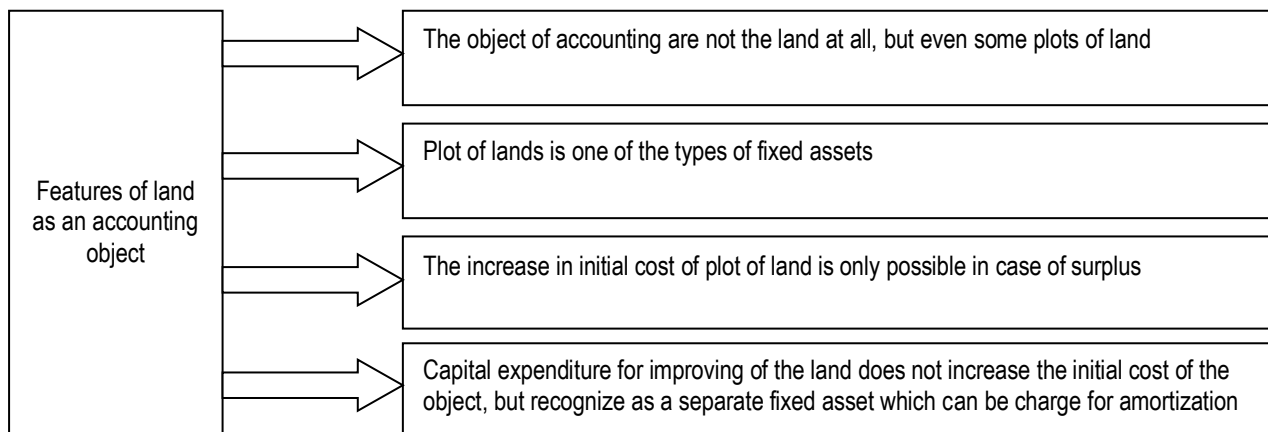 Features of land
as an accounting
object
The object of accounting are not the land at all, but even some plots of land
Plot of lands is one of the types of fixed assets
The increase in initial cost of plot of land is only possible in case of surplus
Capital expenditure for improving of the land does not increase the initial cost of the
object, but recognize as a separate fixed asset which can be charge for amortization